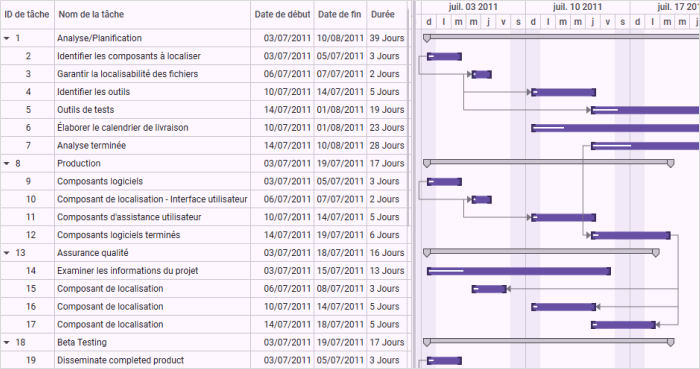 ID de tâche Nom de la tâche Date de début Date de fin Durée juil. 03 2011 juil. 10 2011 juil. 17 20
d l m m j v s d l m m j v s d l m m
1 Analyse/Planification 03/07/2011 10/08/2011 39 Jours
2 Identifier les composants à localiser 03/07/2011 05/07/2011 3 Jours
3 Garantir la localisabilité des fichiers 06/07/2011 07/07/2011 2 Jours
4 Identifier les outils 10/07/2011 14/07/2011 5 Jours
5 Outils de tests 14/07/2011 01/08/2011 19 Jours
6 Élaborer le calendrier de livraison 10/07/2011 01/08/2011 23 Jours
7 Analyse terminée 14/07/2011 10/08/2011 28 Jours
8 Production 03/07/2011 19/07/2011 17 Jours
9 Composants logiciels 03/07/2011 05/07/2011 3 Jours
10 Composant de localisation - Interface utilisateur 06/07/2011 07/07/2011 2 Jours
11 Composants d'assistance utilisateur 10/07/2011 14/07/2011 5 Jours
12 Composants logiciels terminés 14/07/2011 19/07/2011 6 Jours
13 Assurance qualité 03/07/2011 18/07/2011 16 Jours
14 Examiner les informations du projet 03/07/2011 15/07/2011 13 Jours
15 Composant de localisation 06/07/2011 08/07/2011 3 Jours
16 Composant de localisation 10/07/2011 14/07/2011 5 Jours
17 Composant de localisation 14/07/2011 18/07/2011 5 Jours
18 Beta Testing 03/07/2011 19/07/2011 17 Jours
19 Disseminate completed product 03/07/2011 05/07/2011 3 Jours